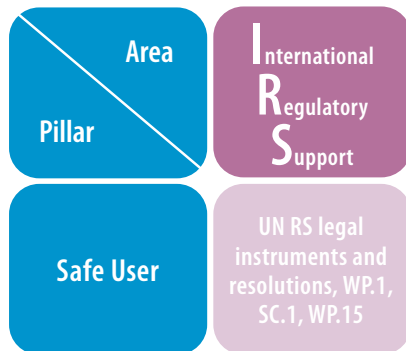 Area
Pillar
International
Regulatory
Support
Safe User
UN RS legal
instruments and
resolutions, WP.1,
SC.1, WP.15